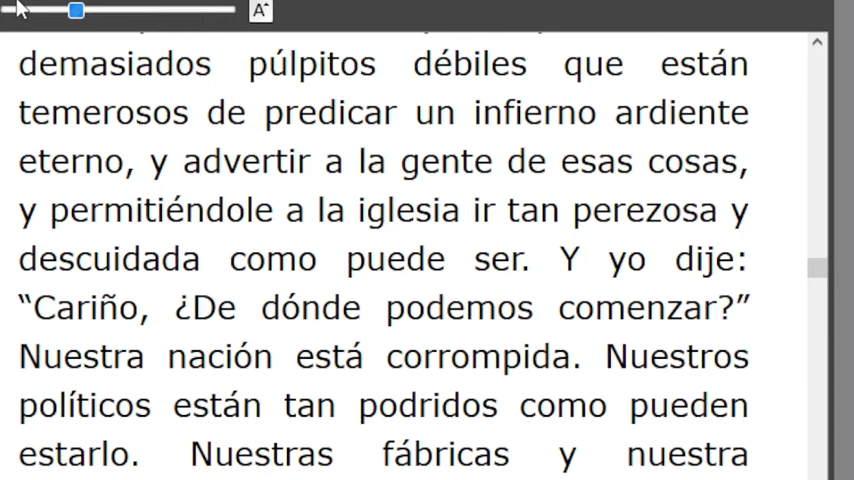 A
demasiados púlpitos débiles que están
temerosos de predicar un infierno ardiente
eterno, y advertir a la gente de esas cosas,
y permitiéndole a la iglesia ir tan perezosa y
descuidada como puede ser. Y yo dije:
“Cariño, ¿De dónde podemos comenzar?”
Nuestra nación está corrompida. Nuestros
políticos están tan podridos como pueden
estarlo. Nuestras fábricas y nuestra